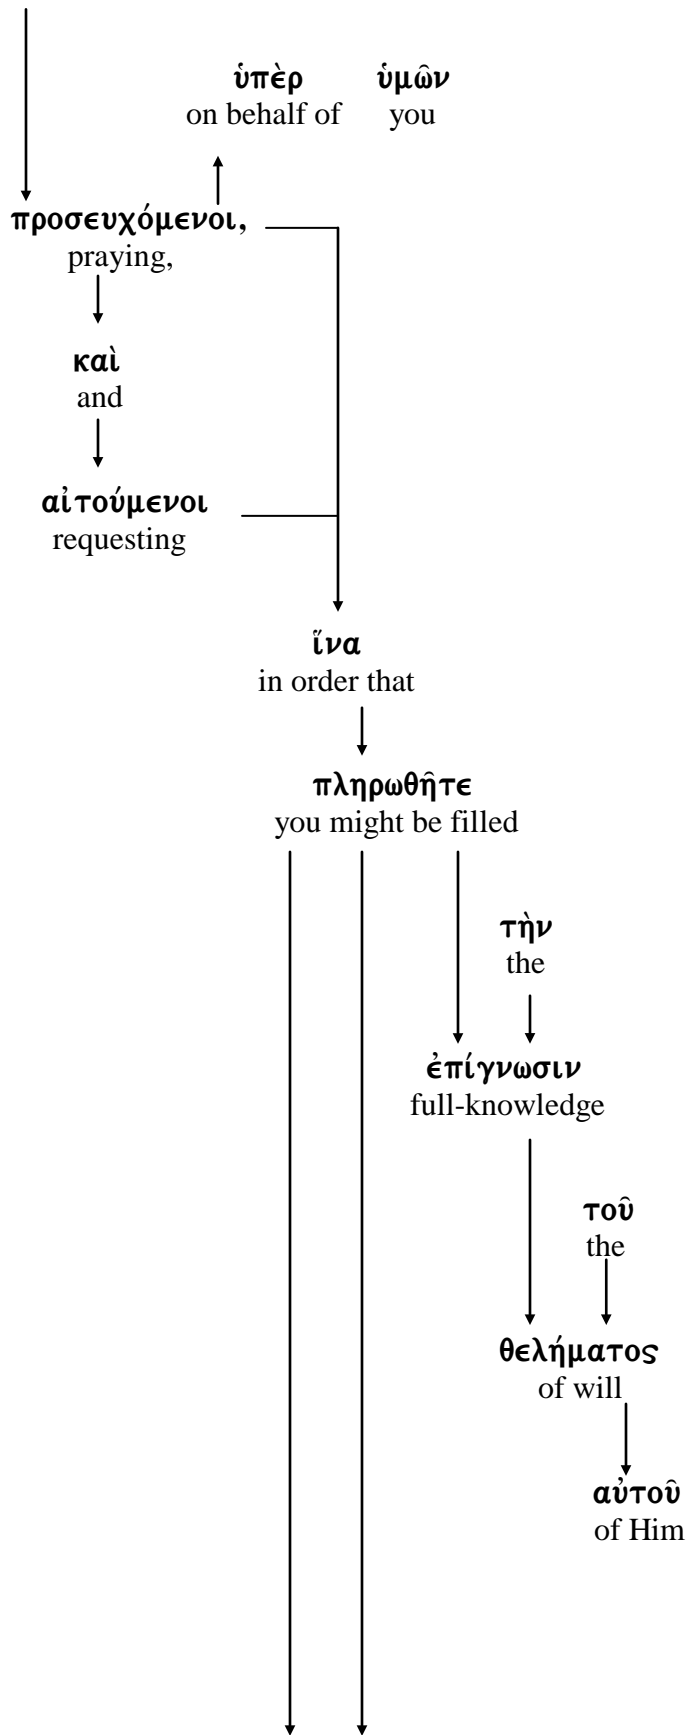 ὑπὲρ ὑμῶν
on behalf of you
προσευχόμενοι,
praying,
καὶ
and
αἰτούμενοι
requesting
ἵνα
in order that
πληρωθῆτε
you might be filled
τὴν
the
ἐπίγνωσιν
full-knowledge
τοῦ
the
θελήματος
of will
αὐτοῦ
of Him